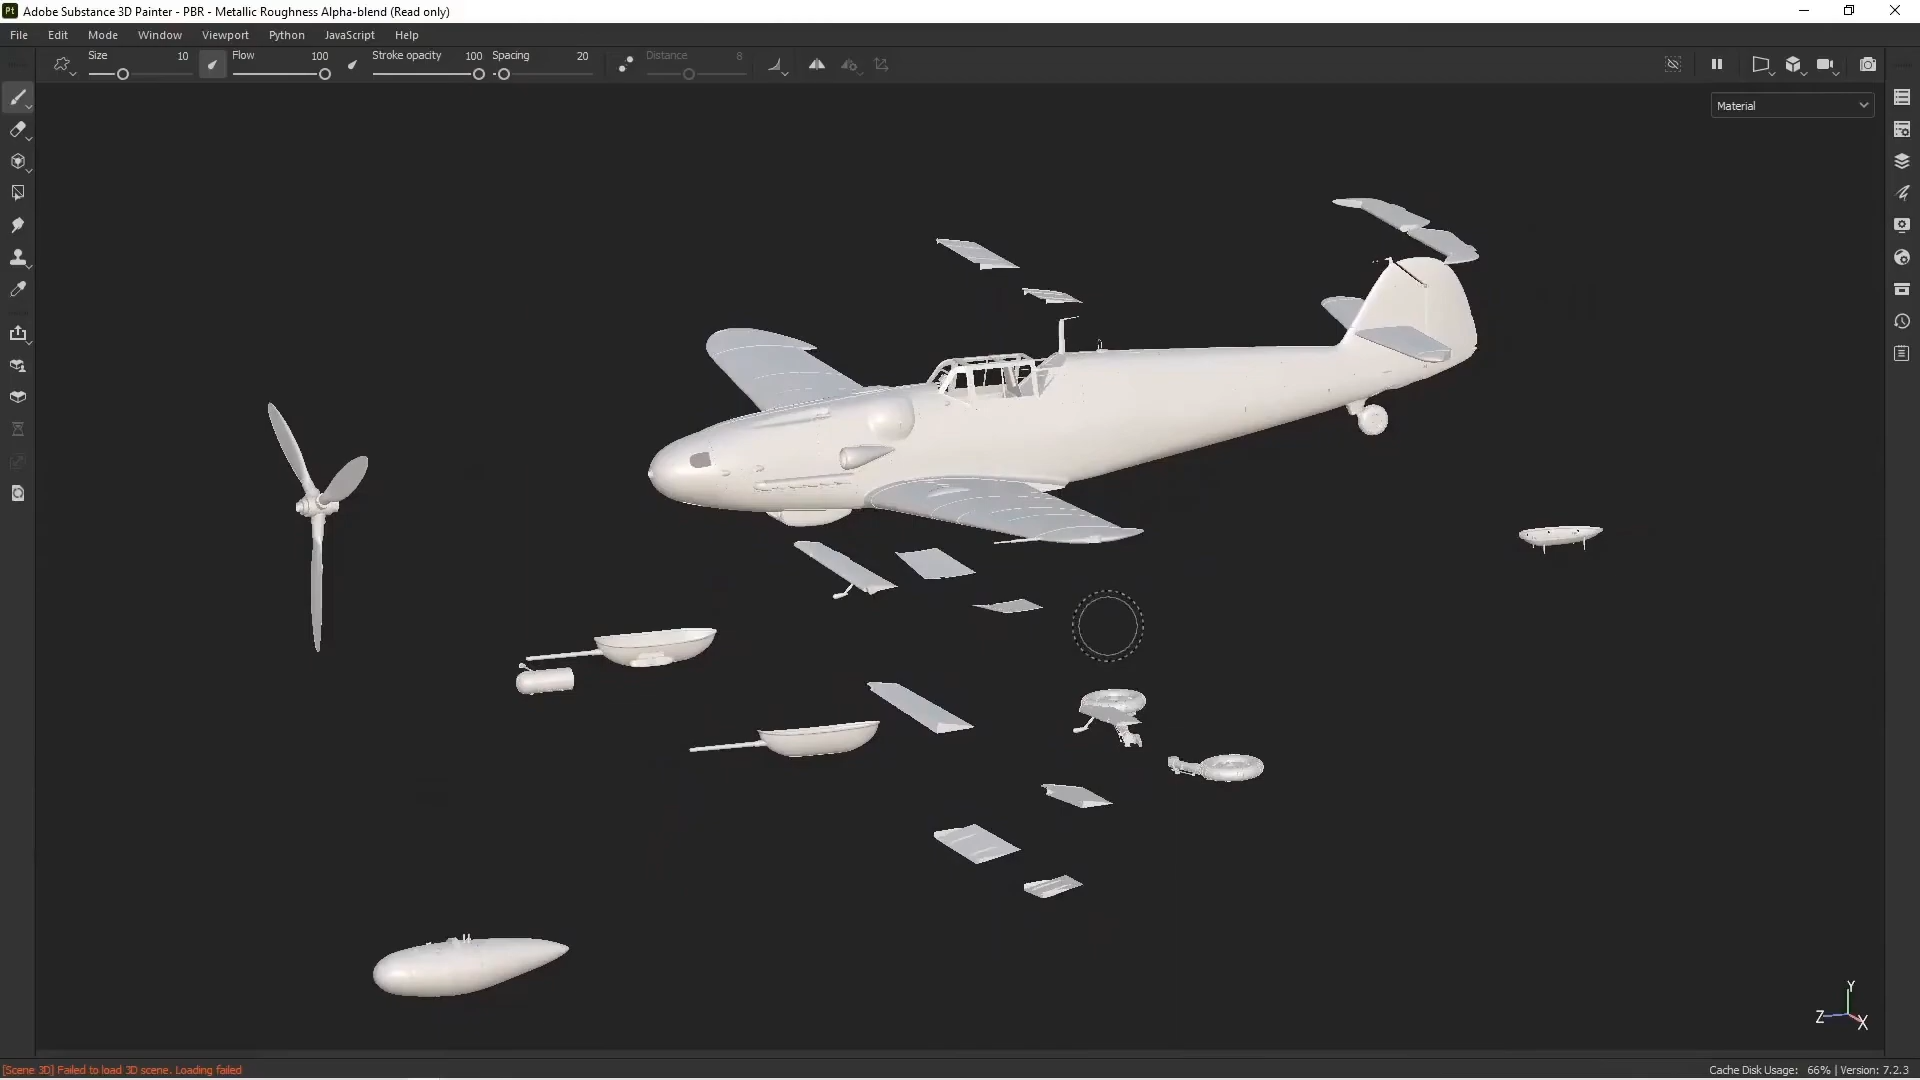 Pt Adobe Substance 3D Painter - PBR - Metallic Roughness Alpha-blend (Read only)
File Edit Mode Window Viewport Python JavaScript Help
Size 10 Flow 100 Stroke opacity 100 Spacing 20 Distance 8
Material
Y
Z X
[Scene 3D] Failed to load 3D scene. Loading failed Cache Disk Usage: 66% | Version: 7.2.3